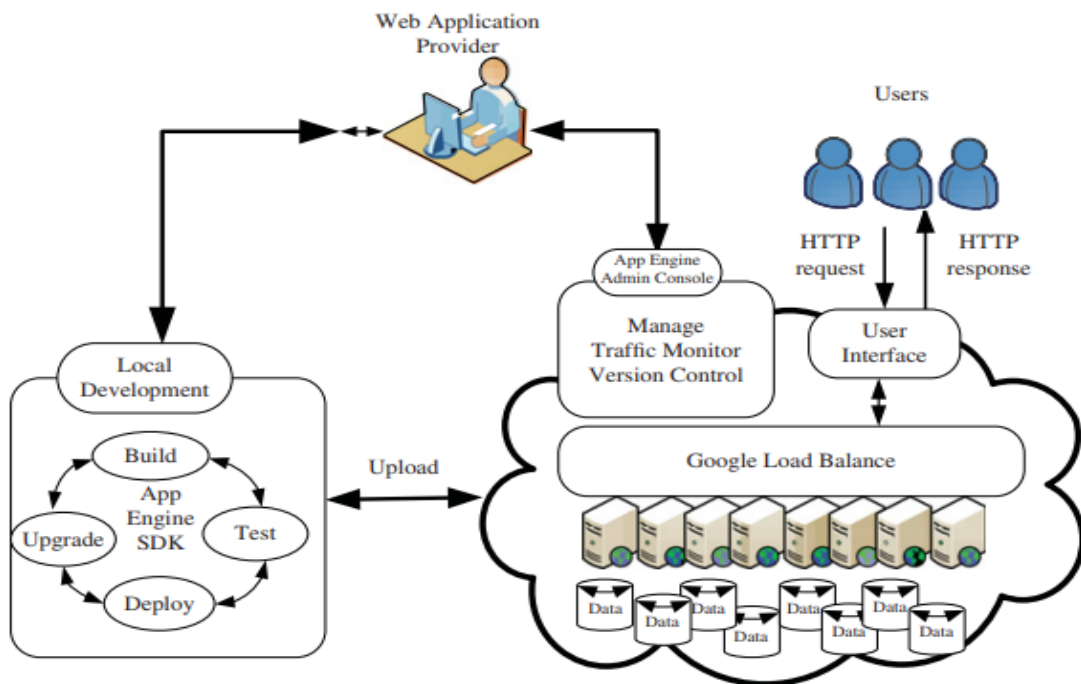 Web Application
Provider
Users
HTTP
request
HTTP
response
App Engine
Admin Console
Manage
Traffic Monitor
Version Control
User
Interface
Local
Development
Build
App
Engine
SDK
Upgrade
Test
Deploy
Upload
Google Load Balance
Data
Data
Data
Data
Data
Data
Data
Data